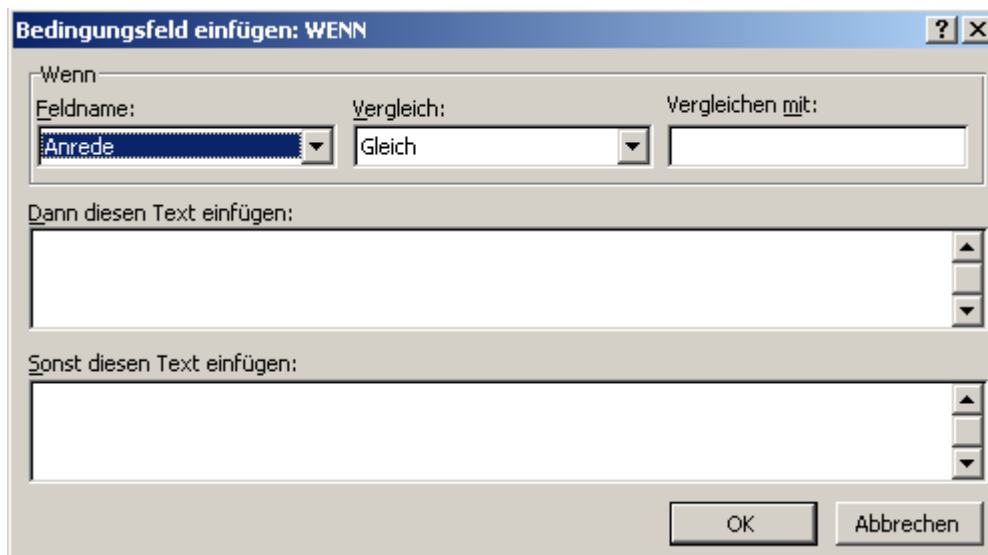 Bedingungsfeld einfügen: WENN
Wenn
Feldname: Vergleich: Vergleichen mit:
Anrede Gleich
Dann diesen Text einfügen:
Sonst diesen Text einfügen:
OK Abbrechen